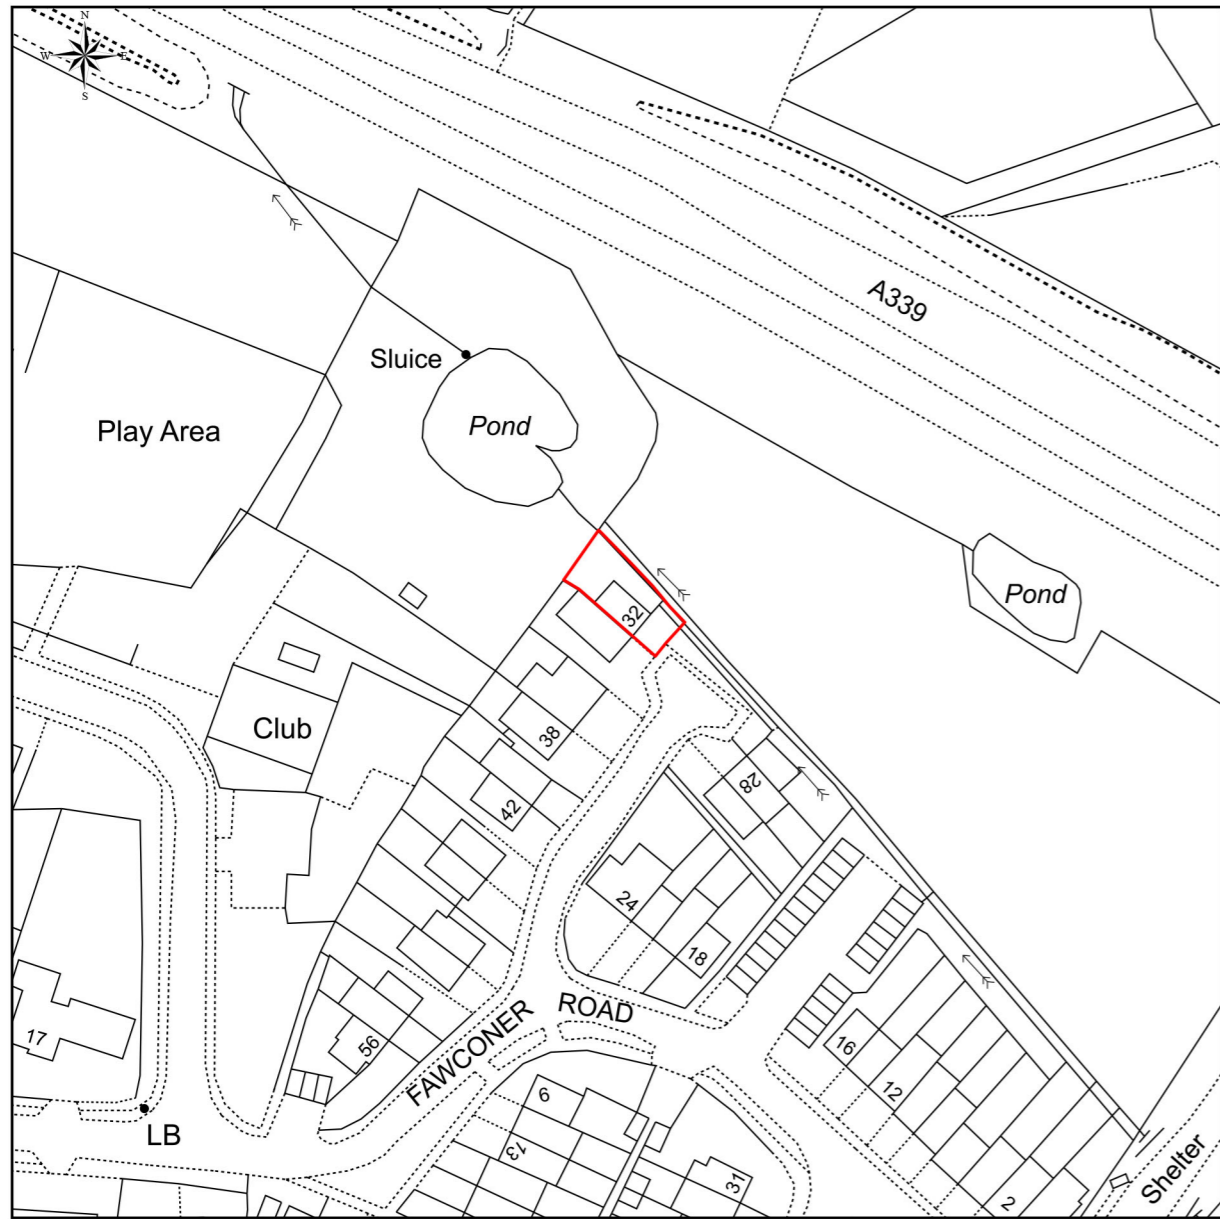 N
W E
S
A339
Sluice
Pond
Play Area
Pond
32
Club
38
28
42
24
18
17
56
FAWCONER ROAD
16
12
9
LB
13
31
2
Shelter